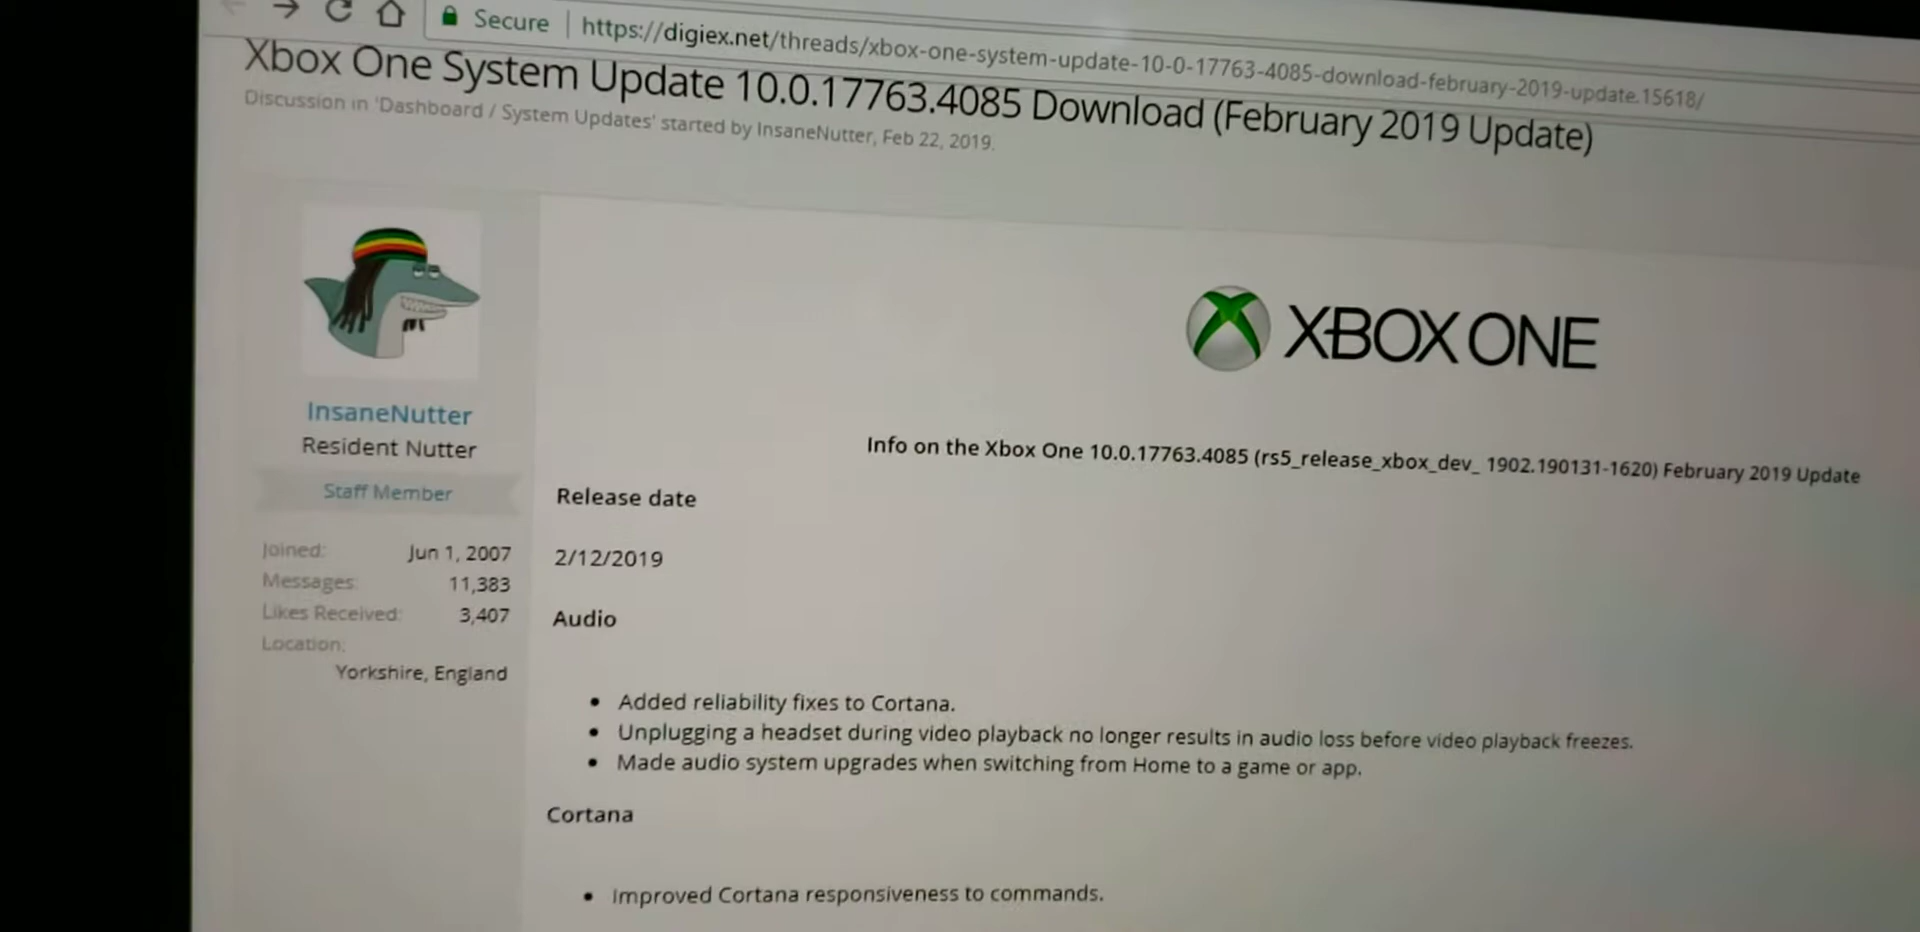 Secure | https://digiex.net/threads/xbox-one-system-update-10-0-17763-4085-download-february-2019-update.15618/
Xbox One System Update 10.0.17763.4085 Download (February 2019 Update)
Discussion in 'Dashboard / System Updates' started by InsaneNutter, Feb 22, 2019.
XBOX ONE
InsaneNutter
Resident Nutter
Staff Member
Joined: Jun 1, 2007
Messages: 11,383
Likes Received: 3,407
Location:
Yorkshire, England
Info on the Xbox One 10.0.17763.4085 (rs5_release_xbox_dev_ 1902.190131-1620) February 2019 Update
Release date
2/12/2019
Audio
• Added reliability fixes to Cortana.
• Unplugging a headset during video playback no longer results in audio loss before video playback freezes.
• Made audio system upgrades when switching from Home to a game or app.
Cortana
• Improved Cortana responsiveness to commands.